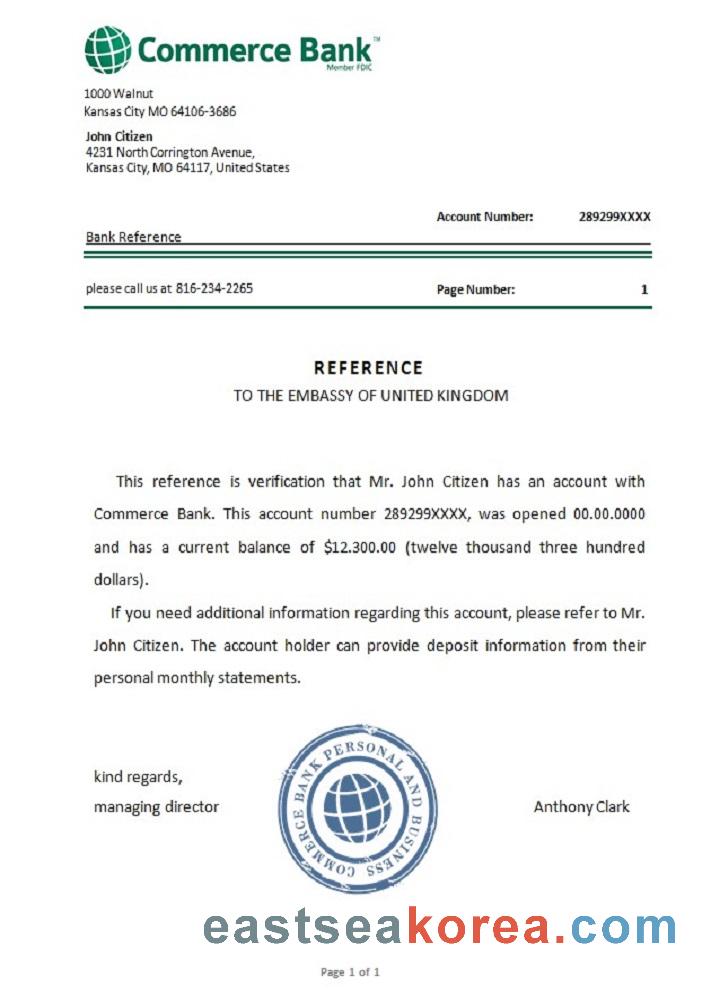 Commerce Bank™
Member FDIC
1000 Walnut
Kansas City MO 64106-3686
John Citizen
4231 North Corrington Avenue,
Kansas City, MO 64117, United States
Account Number: 289299XXXX
Bank Reference
please call us at 816-234-2265 Page Number: 1
REFERENCE
TO THE EMBASSY OF UNITED KINGDOM
This reference is verification that Mr. John Citizen has an account with
Commerce Bank. This account number 289299XXXX, was opened 00.00.0000
and has a current balance of $12.300.00 (twelve thousand three hundred
dollars).
If you need additional information regarding this account, please refer to Mr.
John Citizen. The account holder can provide deposit information from their
personal monthly statements.
COMMERCE BANK PERSONAL AND BUSINESS
kind regards,
managing director Anthony Clark
eastseakorea.com
Page 1 of 1